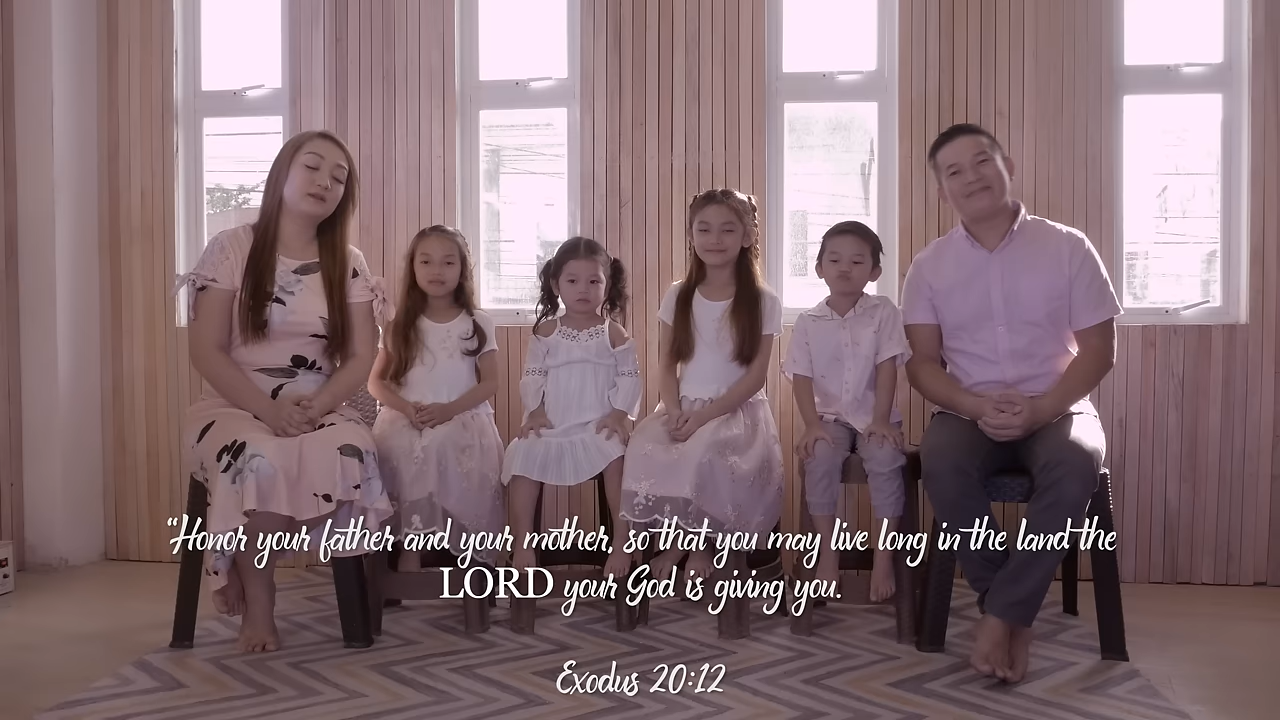 “Honor your father and your mother, so that you may live long in the land the
LORD your God is giving you.
Exodus 20:12